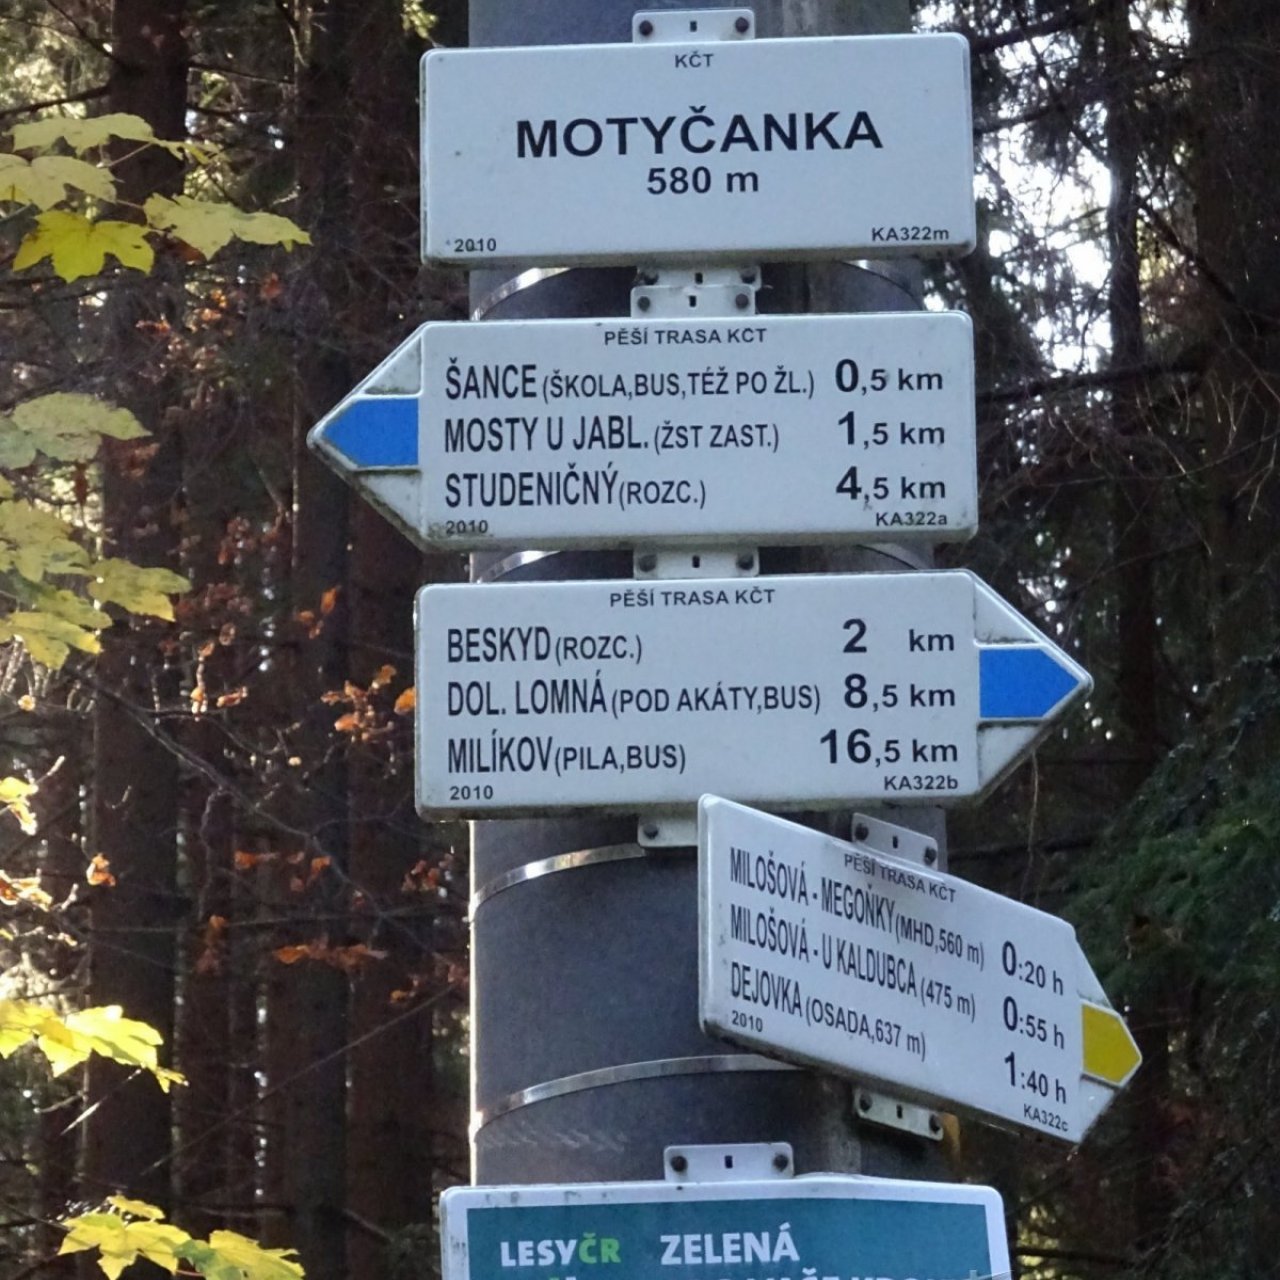 KČT
MOTYČANKA
580 m
2010 KA322m
PĚŠÍ TRASA KČT
ŠANCE (ŠKOLA,BUS,TÉŽ PO ŽL.) 0,5 km
MOSTY U JABL. (ŽST ZAST.) 1,5 km
STUDENIČNÝ (ROZC.) 4,5 km
2010 KA322a
PĚŠÍ TRASA KČT
BESKYD (ROZC.) 2 km
DOL. LOMNÁ (POD AKÁTY,BUS) 8,5 km
MILÍKOV (PILA,BUS) 16,5 km
2010 KA322b
PĚŠÍ TRASA KČT
MILOŠOVÁ - MEGOŇKY (MHD,560 m) 0:20 h
MILOŠOVÁ - U KALDUBCA (475 m) 0:55 h
DEJOVKA (OSADA,637 m) 1:40 h
2010 KA322c
LESYČR ZELENÁ